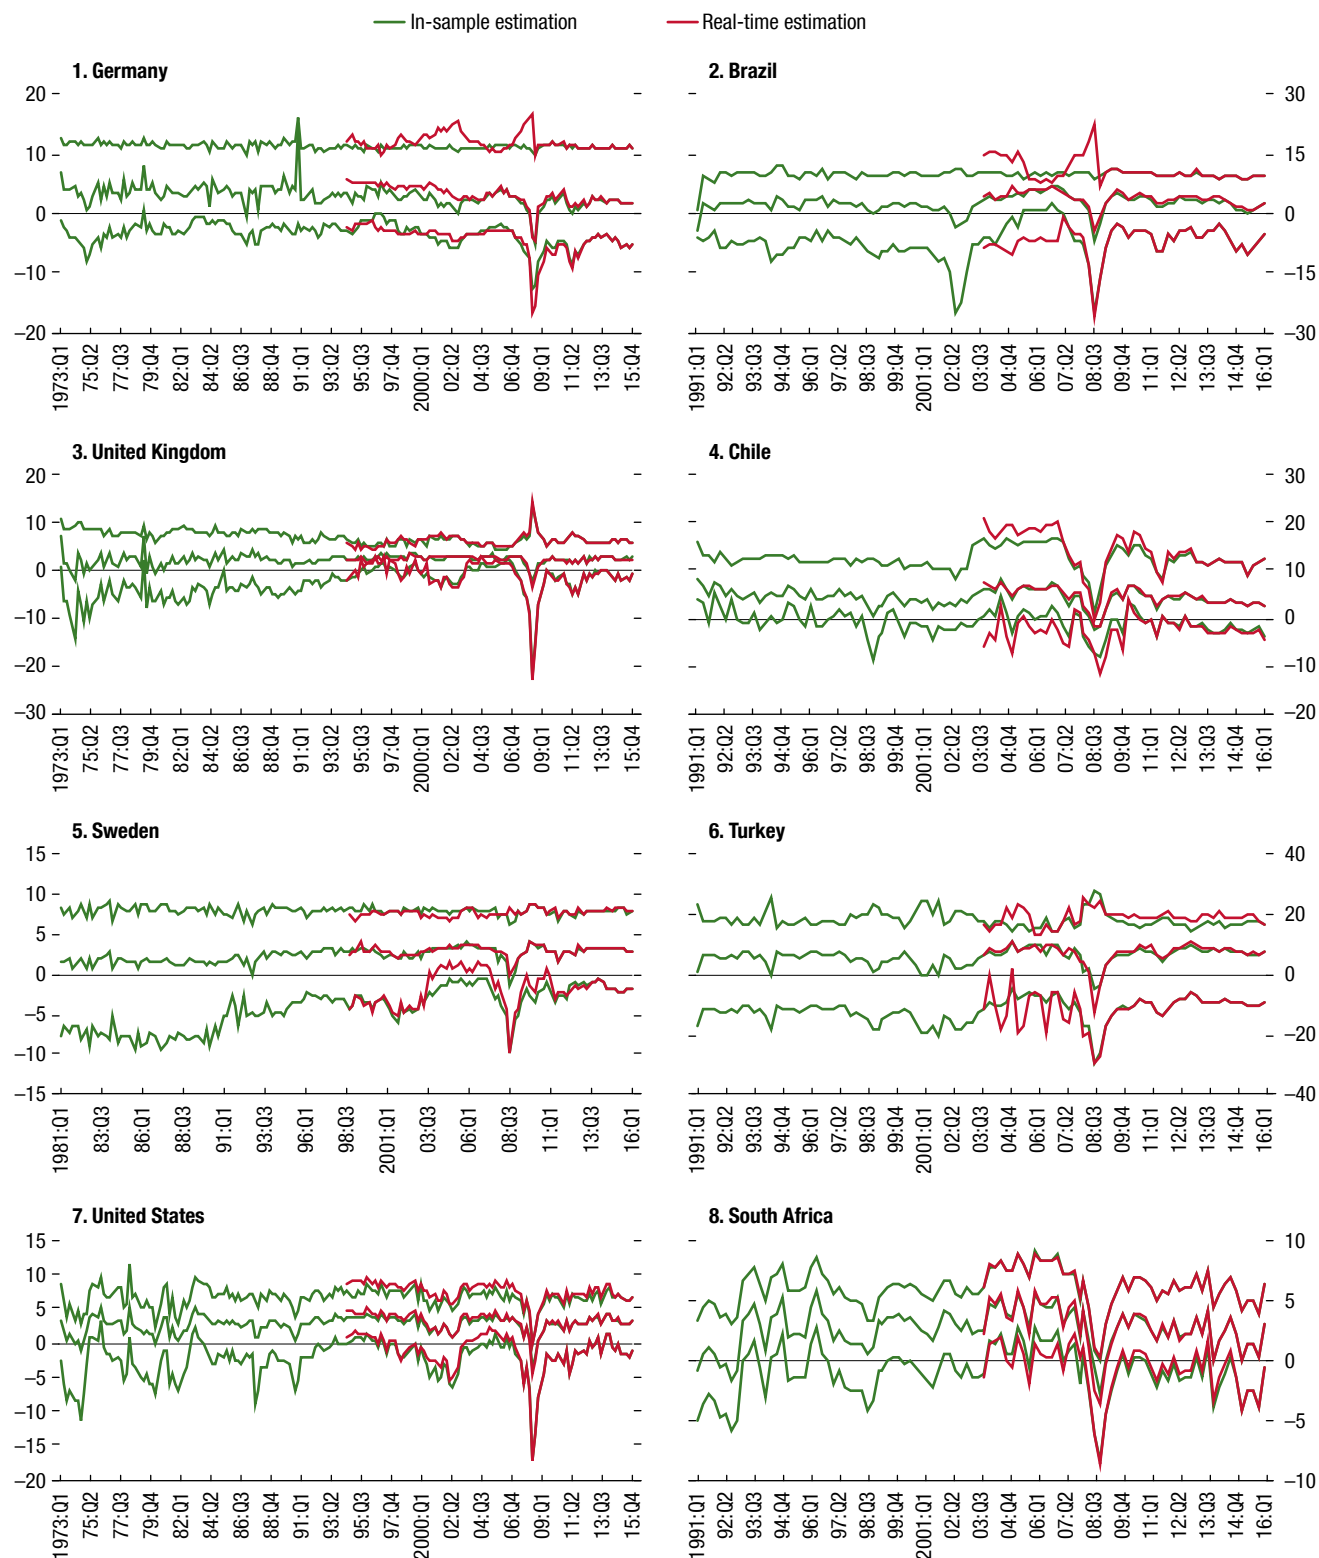 In-sample estimation Real-time estimation
1. Germany
20
10
0
–10
–20
1973:Q1 75:Q2 77:Q3 79:Q4 82:Q1 84:Q2 86:Q3 88:Q4 91:Q1 93:Q2 95:Q3 97:Q4 2000:Q1 02:Q2 04:Q3 06:Q4 09:Q1 11:Q2 13:Q3 15:Q4
2. Brazil
30
15
0
–15
–30
1991:Q1 92:Q2 93:Q3 94:Q4 96:Q1 97:Q2 98:Q3 99:Q4 2001:Q1 02:Q2 03:Q3 04:Q4 06:Q1 07:Q2 08:Q3 09:Q4 11:Q1 12:Q2 13:Q3 14:Q4 16:Q1
3. United Kingdom
20
10
0
–10
–20
–30
1973:Q1 75:Q2 77:Q3 79:Q4 82:Q1 84:Q2 86:Q3 88:Q4 91:Q1 93:Q2 95:Q3 97:Q4 2000:Q1 02:Q2 04:Q3 06:Q4 09:Q1 11:Q2 13:Q3 15:Q4
4. Chile
30
20
10
0
–10
–20
1991:Q1 92:Q2 93:Q3 94:Q4 96:Q1 97:Q2 98:Q3 99:Q4 2001:Q1 02:Q2 03:Q3 04:Q4 06:Q1 07:Q2 08:Q3 09:Q4 11:Q1 12:Q2 13:Q3 14:Q4 16:Q1
5. Sweden
15
10
5
0
–5
–10
–15
1981:Q1 83:Q3 86:Q1 88:Q3 91:Q1 93:Q3 96:Q1 98:Q3 2001:Q1 03:Q3 06:Q1 08:Q3 11:Q1 13:Q3 16:Q1
6. Turkey
40
20
0
–20
–40
1991:Q1 92:Q2 93:Q3 94:Q4 96:Q1 97:Q2 98:Q3 99:Q4 2001:Q1 02:Q2 03:Q3 04:Q4 06:Q1 07:Q2 08:Q3 09:Q4 11:Q1 12:Q2 13:Q3 14:Q4 16:Q1
7. United States
15
10
5
0
–5
–10
–15
–20
1973:Q1 75:Q2 77:Q3 79:Q4 82:Q1 84:Q2 86:Q3 88:Q4 91:Q1 93:Q2 95:Q3 97:Q4 2000:Q1 02:Q2 04:Q3 06:Q4 09:Q1 11:Q2 13:Q3 15:Q4
8. South Africa
10
5
0
–5
–10
1991:Q1 92:Q2 93:Q3 94:Q4 96:Q1 97:Q2 98:Q3 99:Q4 2001:Q1 02:Q2 03:Q3 04:Q4 06:Q1 07:Q2 08:Q3 09:Q4 11:Q1 12:Q2 13:Q3 14:Q4 16:Q1